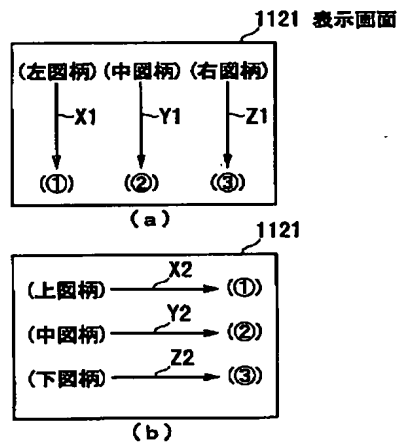 1121 表示画面
(左図柄) (中図柄) (右図柄)
X1 Y1 Z1
(①) (②) (③)
(a)
1121
X2
(上図柄) (①)
Y2
(中図柄) (②)
Z2
(下図柄) (③)
(b)